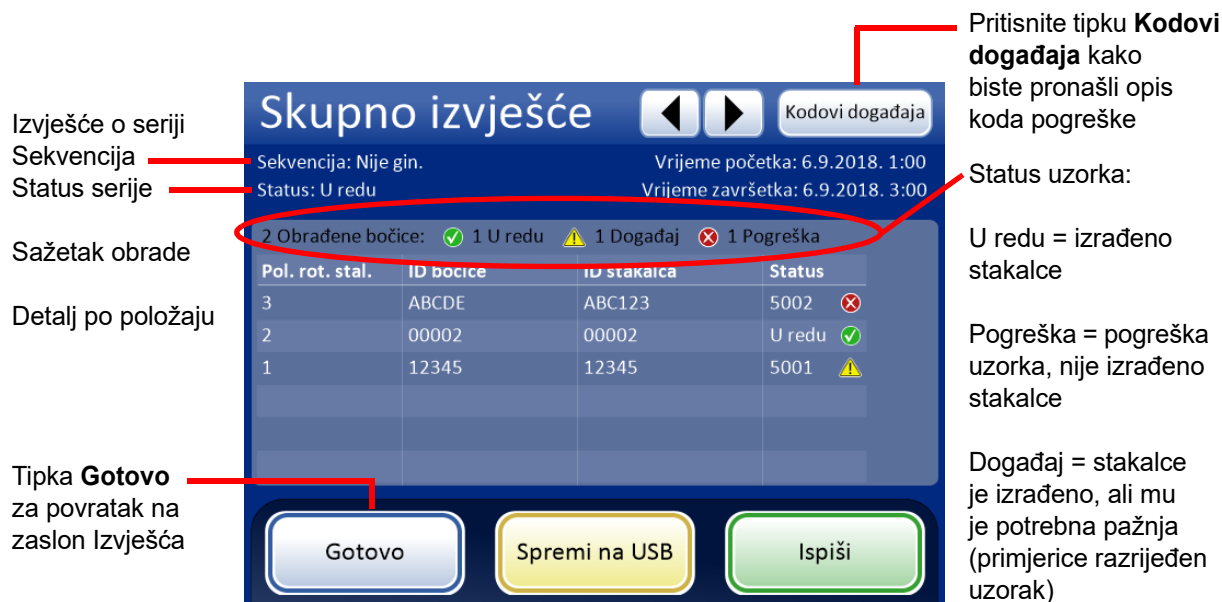 Pritisnite tipku Kodovi
događaja kako
biste pronašli opis
koda pogreške
Izvješće o seriji
Sekvencija
Status serije
Sažetak obrade
Detalj po položaju
Tipka Gotovo
za povratak na
zaslon Izvješća
Skupno izvješće
Kodovi događaja
Sekvencija: Nije gin.
Vrijeme početka: 6.9.2018. 1:00
Status: U redu
Vrijeme završetka: 6.9.2018. 3:00
2 Obrađene bočice: 1 U redu 1 Događaj 1 Pogreška
Pol. rot. stal. ID bočice ID stakalca Status
3 ABCDE ABC123 5002
2 00002 00002 U redu
1 12345 12345 5001
Gotovo
Spremi na USB
Ispiši
Status uzorka:
U redu = izrađeno
stakalce
Pogreška = pogreška
uzorka, nije izrađeno
stakalce
Događaj = stakalce
je izrađeno, ali mu
je potrebna pažnja
(primjerice razrijeđen
uzorak)